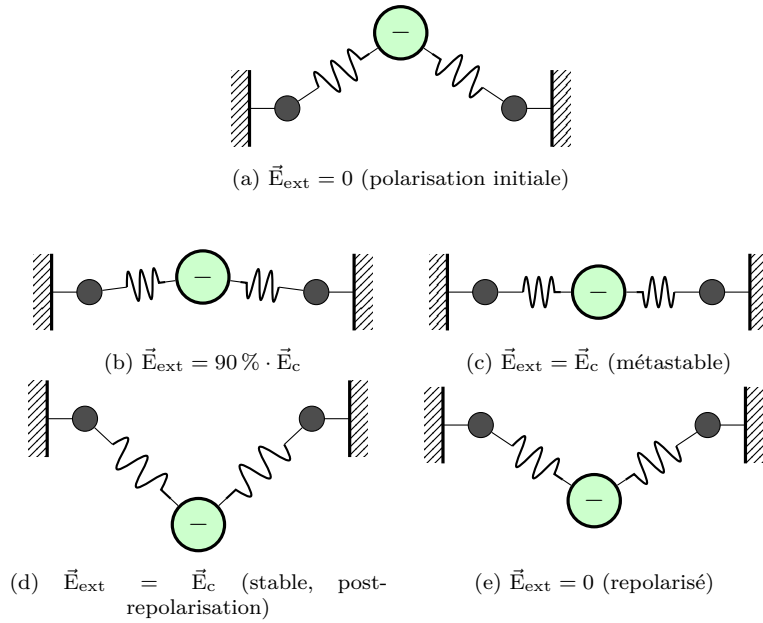 −
(a) E⃗ext = 0 (polarisation initiale)
−
−
(b) E⃗ext = 90 % · E⃗c
(c) E⃗ext = E⃗c (métastable)
−
−
(d) E⃗ext = E⃗c (stable, post-
repolarisation)
(e) E⃗ext = 0 (repolarisé)